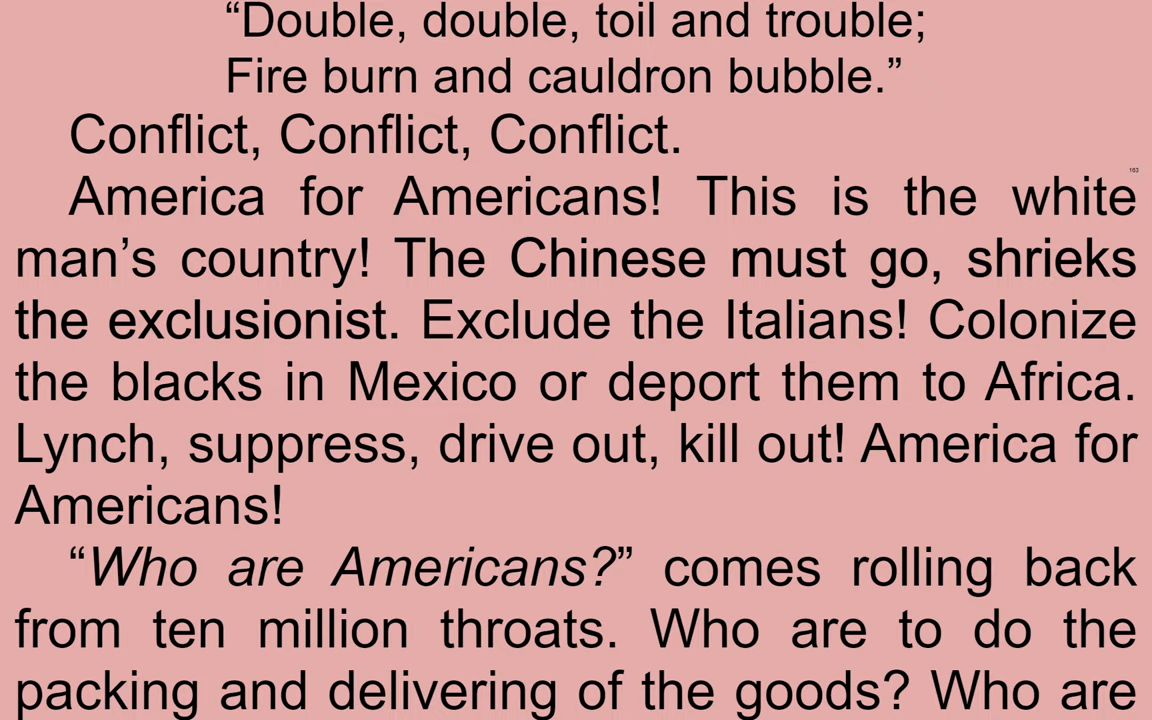 “Double, double, toil and trouble;
Fire burn and cauldron bubble.”
Conflict, Conflict, Conflict.
163
America for Americans! This is the white
man’s country! The Chinese must go, shrieks
the exclusionist. Exclude the Italians! Colonize
the blacks in Mexico or deport them to Africa.
Lynch, suppress, drive out, kill out! America for
Americans!
“Who are Americans?” comes rolling back
from ten million throats. Who are to do the
packing and delivering of the goods? Who are